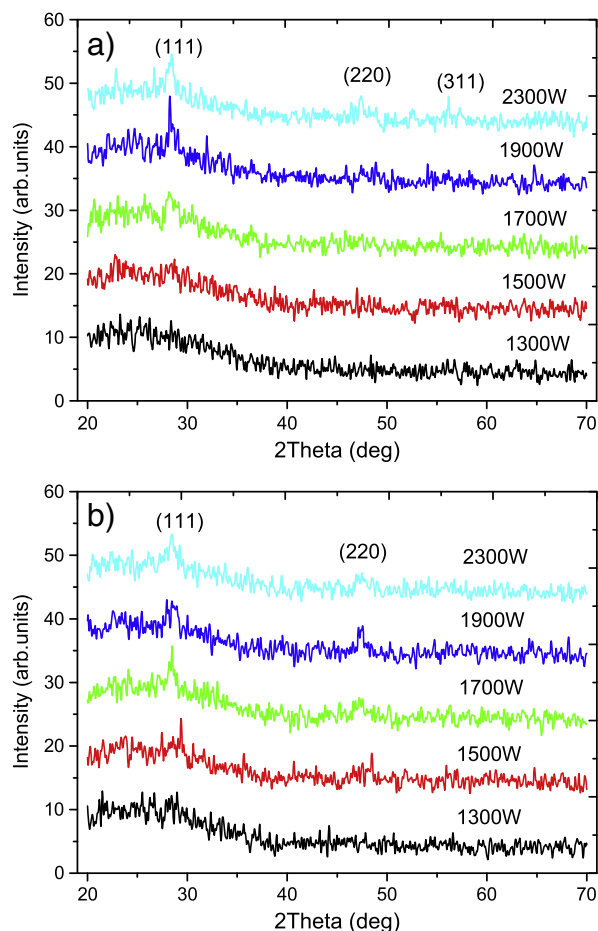 a)
60
50
40
30
20
10
0
Intensity (arb.units)
(111)
(220)
(311)
2300W
1900W
1700W
1500W
1300W
20 30 40 50 60 70
2Theta (deg)
b)
60
50
40
30
20
10
0
Intensity (arb.units)
(111)
(220)
2300W
1900W
1700W
1500W
1300W
20 30 40 50 60 70
2Theta (deg)